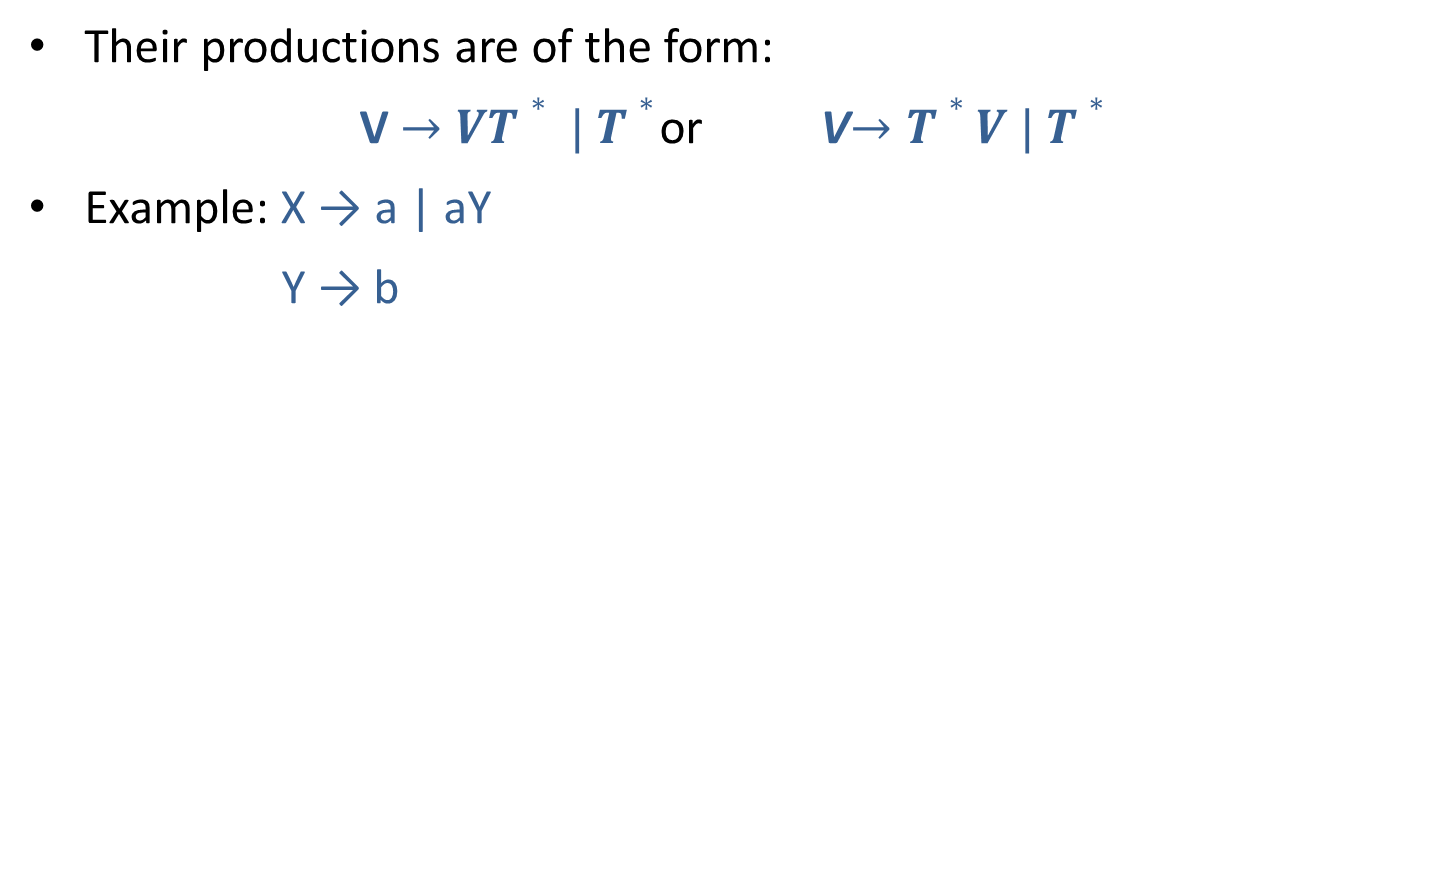 • Their productions are of the form:
V → VT * | T * or V→ T * V | T *
• Example: X → a | aY
Y → b